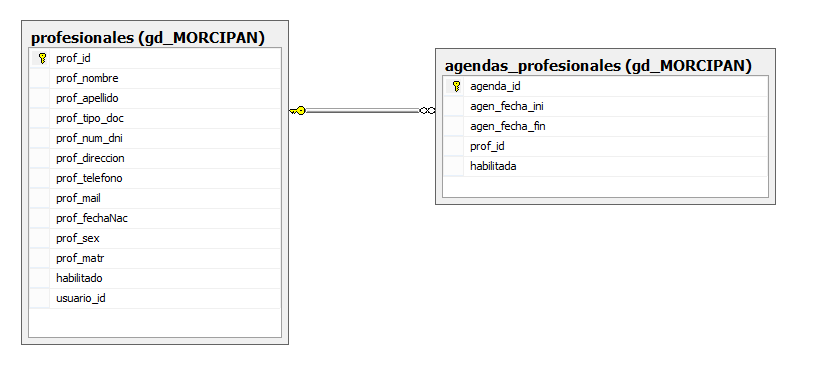 profesionales (gd_MORCIPAN)
prof_id
prof_nombre
prof_apellido
prof_tipo_doc
prof_num_dni
prof_direccion
prof_telefono
prof_mail
prof_fechaNac
prof_sex
prof_matr
habilitado
usuario_id
agendas_profesionales (gd_MORCIPAN)
agenda_id
agen_fecha_ini
agen_fecha_fin
prof_id
habilitada